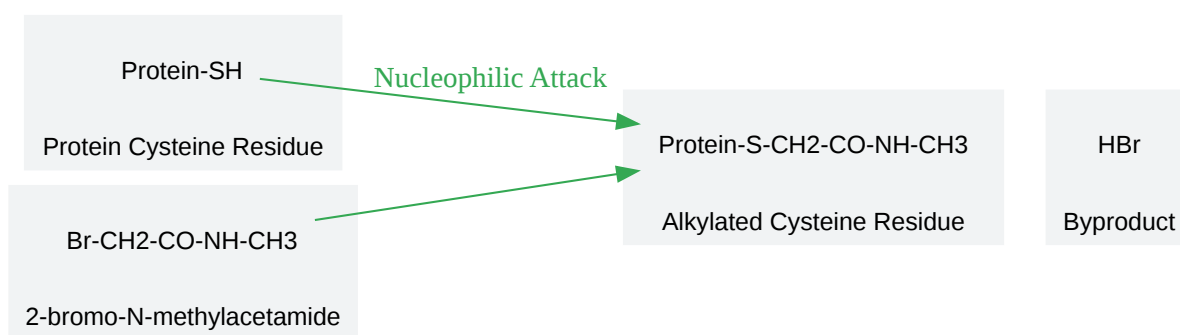 Protein-SH
Protein Cysteine Residue
Nucleophilic Attack
Br-CH2-CO-NH-CH3
2-bromo-N-methylacetamide
Protein-S-CH2-CO-NH-CH3
Alkylated Cysteine Residue
HBr
Byproduct